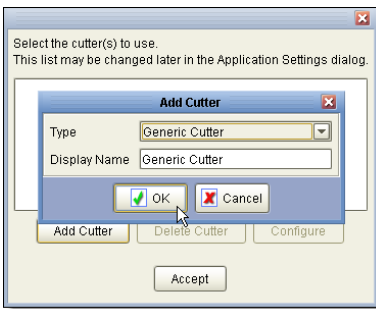 Select the cutter(s) to use.
This list may be changed later in the Application Settings dialog.
Add Cutter
Type Generic Cutter
Display Name Generic Cutter
OK Cancel
Add Cutter Delete Cutter Configure
Accept